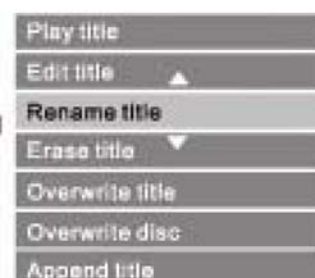 Play title
Edit title
Rename title
Erase title
Overwrite title
Overwrite disc
Append title